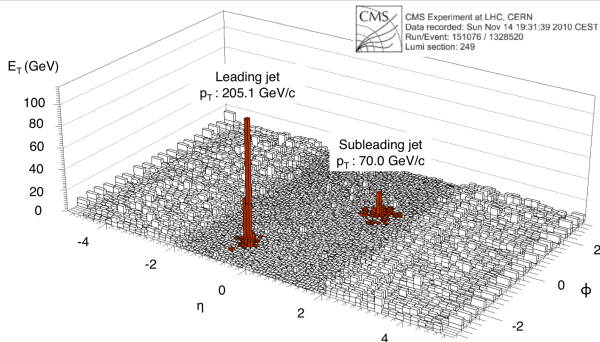 CMS
CMS Experiment at LHC, CERN
Data recorded: Sun Nov 14 19:31:39 2010 CEST
Run/Event: 151076 / 1328520
Lumi section: 249
E_T (GeV)
Leading jet
p_T : 205.1 GeV/c
Subleading jet
p_T : 70.0 GeV/c
100
80
60
40
20
0
-4
-2
0
2
4
η
-2
0
2
ϕ